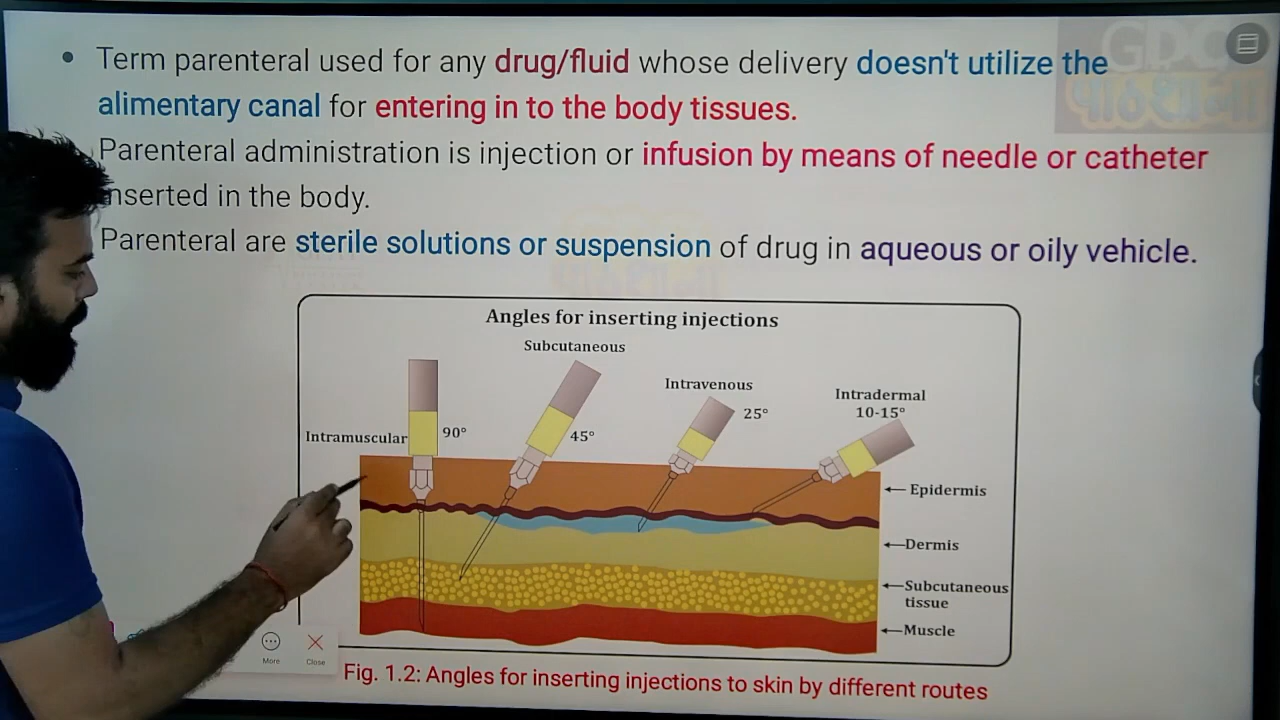 GDC
પાઠશાળા
• Term parenteral used for any drug/fluid whose delivery doesn't utilize the
alimentary canal for entering in to the body tissues.
Parenteral administration is injection or infusion by means of needle or catheter
nserted in the body.
Parenteral are sterile solutions or suspension of drug in aqueous or oily vehicle.
Angles for inserting injections
Subcutaneous
Intravenous
Intradermal
10-15°
25°
Intramuscular
90°
45°
Epidermis
Dermis
Subcutaneous
tissue
Muscle
More
Close
Fig. 1.2: Angles for inserting injections to skin by different routes